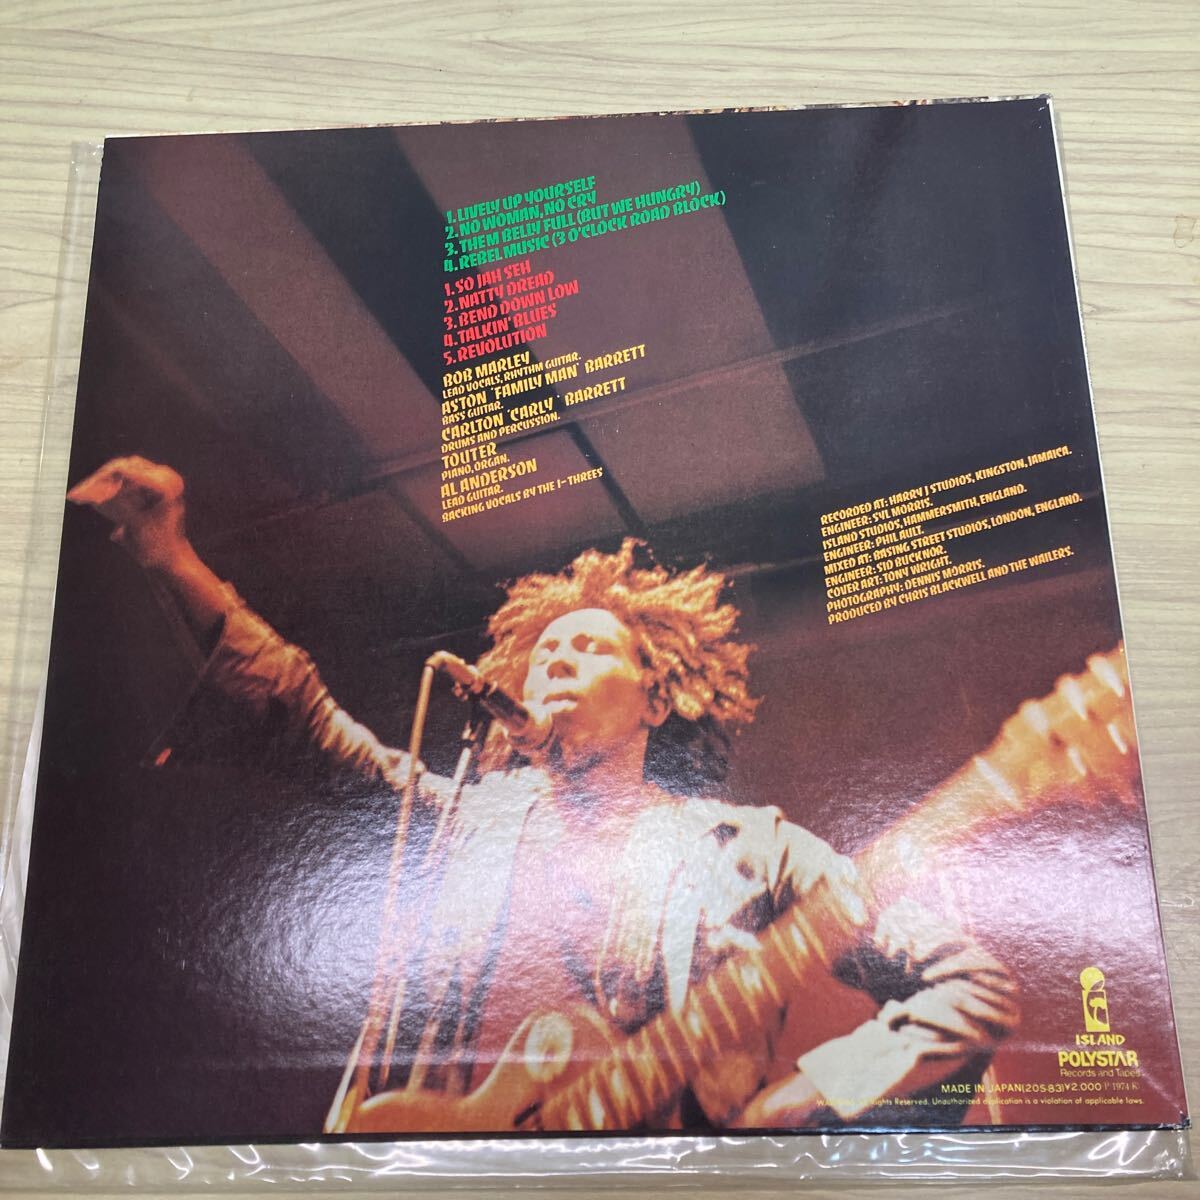 1. LIVELY UP YOURSELF
2. NO WOMAN, NO CRY
3. THEM BELLY FULL (BUT WE HUNGRY)
4. REBEL MUSIC (3 O'CLOCK ROAD BLOCK)
1. SO JAH SEH
2. NATTY DREAD
3. BEND DOWN LOW
4. TALKIN' BLUES
5. REVOLUTION
BOB MARLEY
LEAD VOCALS, RHYTHM GUITAR.
ASTON 'FAMILY MAN' BARRETT
BASS GUITAR.
CARLTON 'CARLY' BARRETT
DRUMS AND PERCUSSION.
TOUTER
PIANO, ORGAN.
AL ANDERSON
LEAD GUITAR.
BACKING VOCALS BY THE I-THREES
RECORDED AT: HARRY J STUDIOS, KINGSTON, JAMAICA.
ENGINEER: SYL MORRIS.
ISLAND STUDIOS, HAMMERSMITH, ENGLAND.
ENGINEER: PHIL AULT.
MIXED AT: BASING STREET STUDIOS, LONDON, ENGLAND.
ENGINEER: SID BUCKNOR.
COVER ART: TONY WRIGHT.
PHOTOGRAPHY: DENNIS MORRIS.
PRODUCED BY CHRIS BLACKWELL AND THE WAILERS.
ISLAND
POLYSTAR
Records and Tapes
MADE IN JAPAN (20S-83) ¥2,000 P 1974
All Rights Reserved. Unauthorized duplication is a violation of applicable laws.